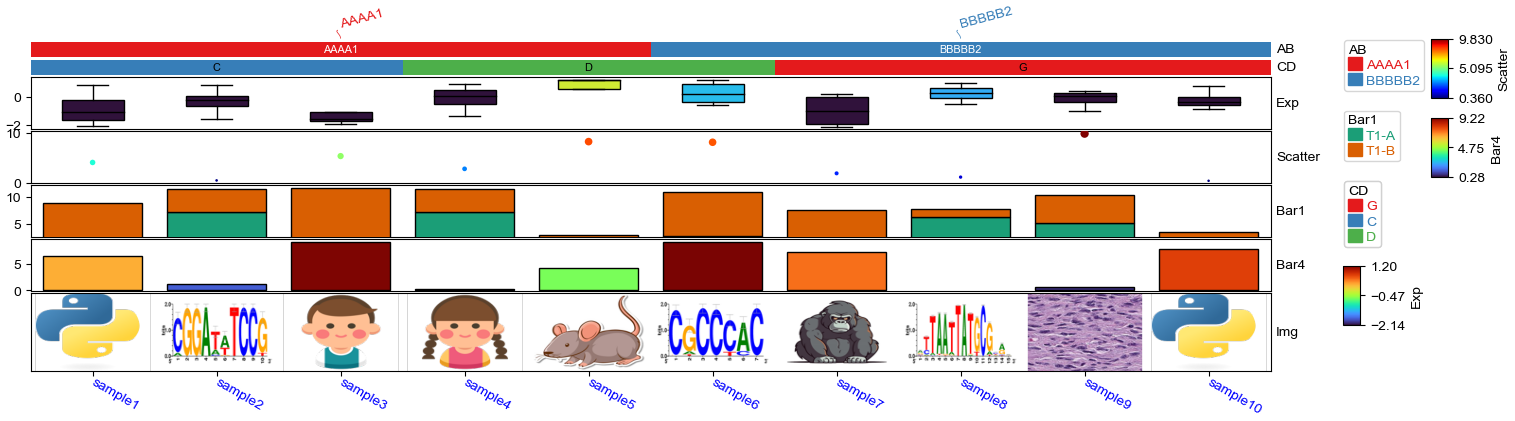 AAAA1
BBBBB2
AAAA1
BBBBB2
AB
C
D
G
CD
0
−2
Exp
10
0
Scatter
10
5
Bar1
5
0
Bar4
CGGA TCCG
CGCCCAC
TAATTATGCG
Img
sample1
sample2
sample3
sample4
sample5
sample6
sample7
sample8
sample9
sample10
AB
AAAA1
BBBBB2
Bar1
T1-A
T1-B
CD
G
C
D
1.20
−0.47
−2.14
Exp
9.830
5.095
0.360
Scatter
9.22
4.75
0.28
Bar4